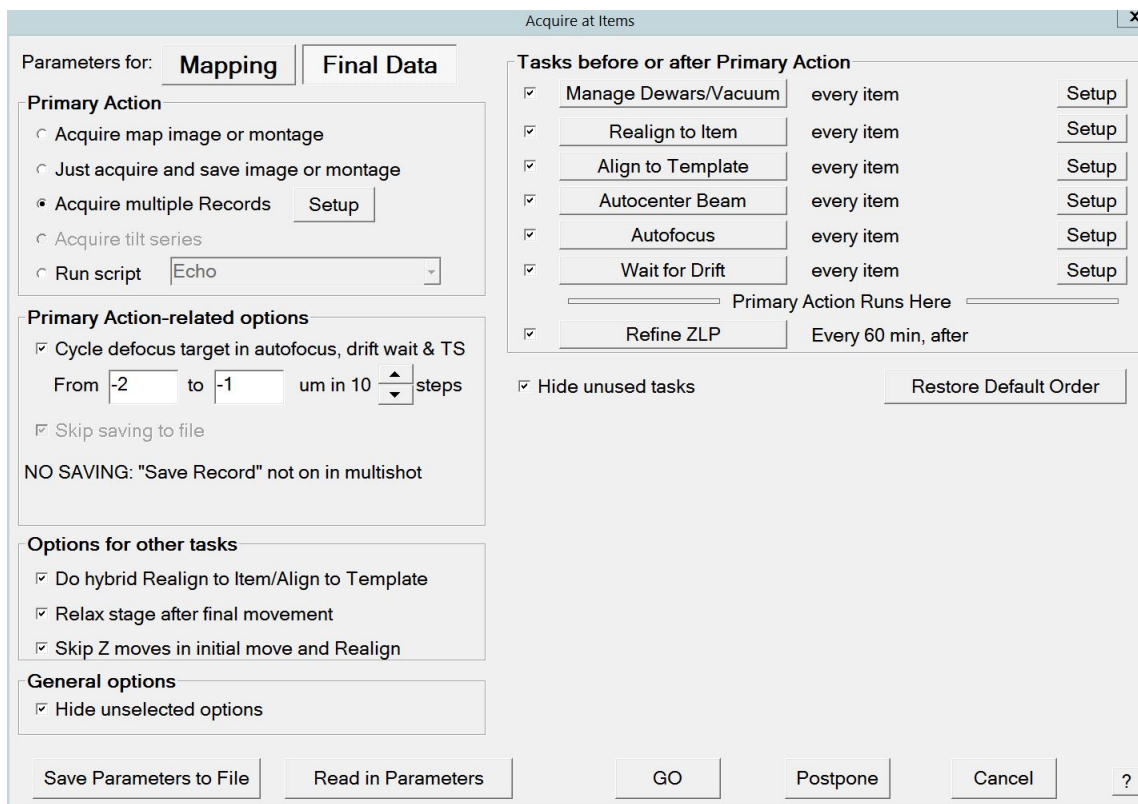 Acquire at Items
x
Parameters for: Mapping Final Data
Primary Action
Acquire map image or montage
Just acquire and save image or montage
Acquire multiple Records Setup
Acquire tilt series
Run script Echo
Primary Action-related options
Cycle defocus target in autofocus, drift wait & TS
From -2 to -1 um in 10 steps
Skip saving to file
NO SAVING: "Save Record" not on in multishot
Options for other tasks
Do hybrid Realign to Item/Align to Template
Relax stage after final movement
Skip Z moves in initial move and Realign
General options
Hide unselected options
Tasks before or after Primary Action
Manage Dewars/Vacuum every item Setup
Realign to Item every item Setup
Align to Template every item Setup
Autocenter Beam every item Setup
Autofocus every item Setup
Wait for Drift every item Setup
Primary Action Runs Here
Refine ZLP Every 60 min, after
Hide unused tasks Restore Default Order
Save Parameters to File Read in Parameters GO Postpone Cancel ?